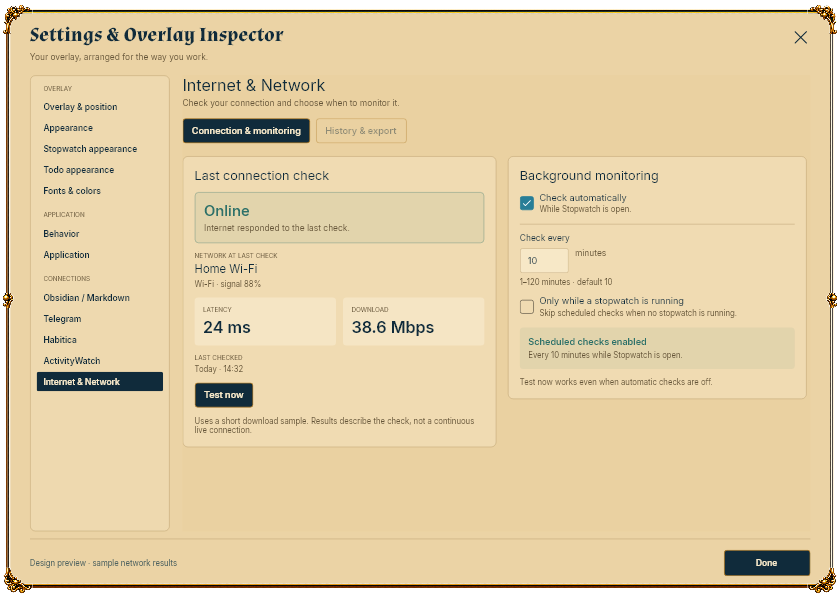 Settings & Overlay Inspector
Your overlay, arranged for the way you work.
OVERLAY
Overlay & position
Appearance
Stopwatch appearance
Todo appearance
Fonts & colors
APPLICATION
Behavior
Application
CONNECTIONS
Obsidian / Markdown
Telegram
Habitica
ActivityWatch
Internet & Network
Internet & Network
Check your connection and choose when to monitor it.
Connection & monitoring
History & export
Last connection check
Online
Internet responded to the last check.
NETWORK AT LAST CHECK
Home Wi-Fi
Wi-Fi · signal 88%
LATENCY
24 ms
DOWNLOAD
38.6 Mbps
LAST CHECKED
Today · 14:32
Test now
Uses a short download sample. Results describe the check, not a continuous
live connection.
Background monitoring
Check automatically
While Stopwatch is open.
Check every
10
minutes
1–120 minutes · default 10
Only while a stopwatch is running
Skip scheduled checks when no stopwatch is running.
Scheduled checks enabled
Every 10 minutes while Stopwatch is open.
Test now works even when automatic checks are off.
Design preview · sample network results
Done